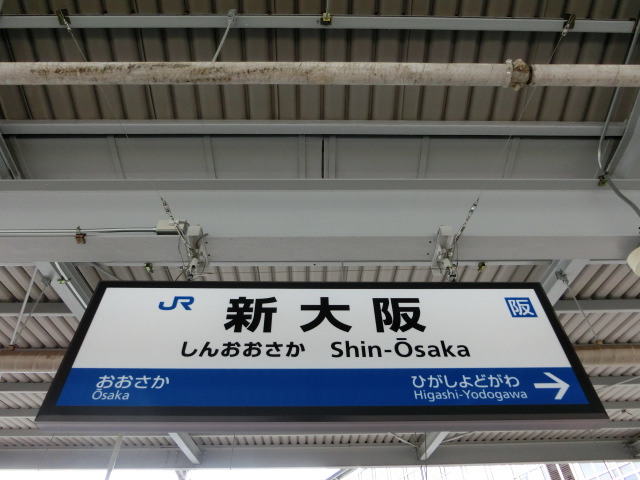 JR 新大阪 阪
しんおおさか Shin-Ōsaka
おおさか ひがしよどがわ
Ōsaka Higashi-Yodogawa